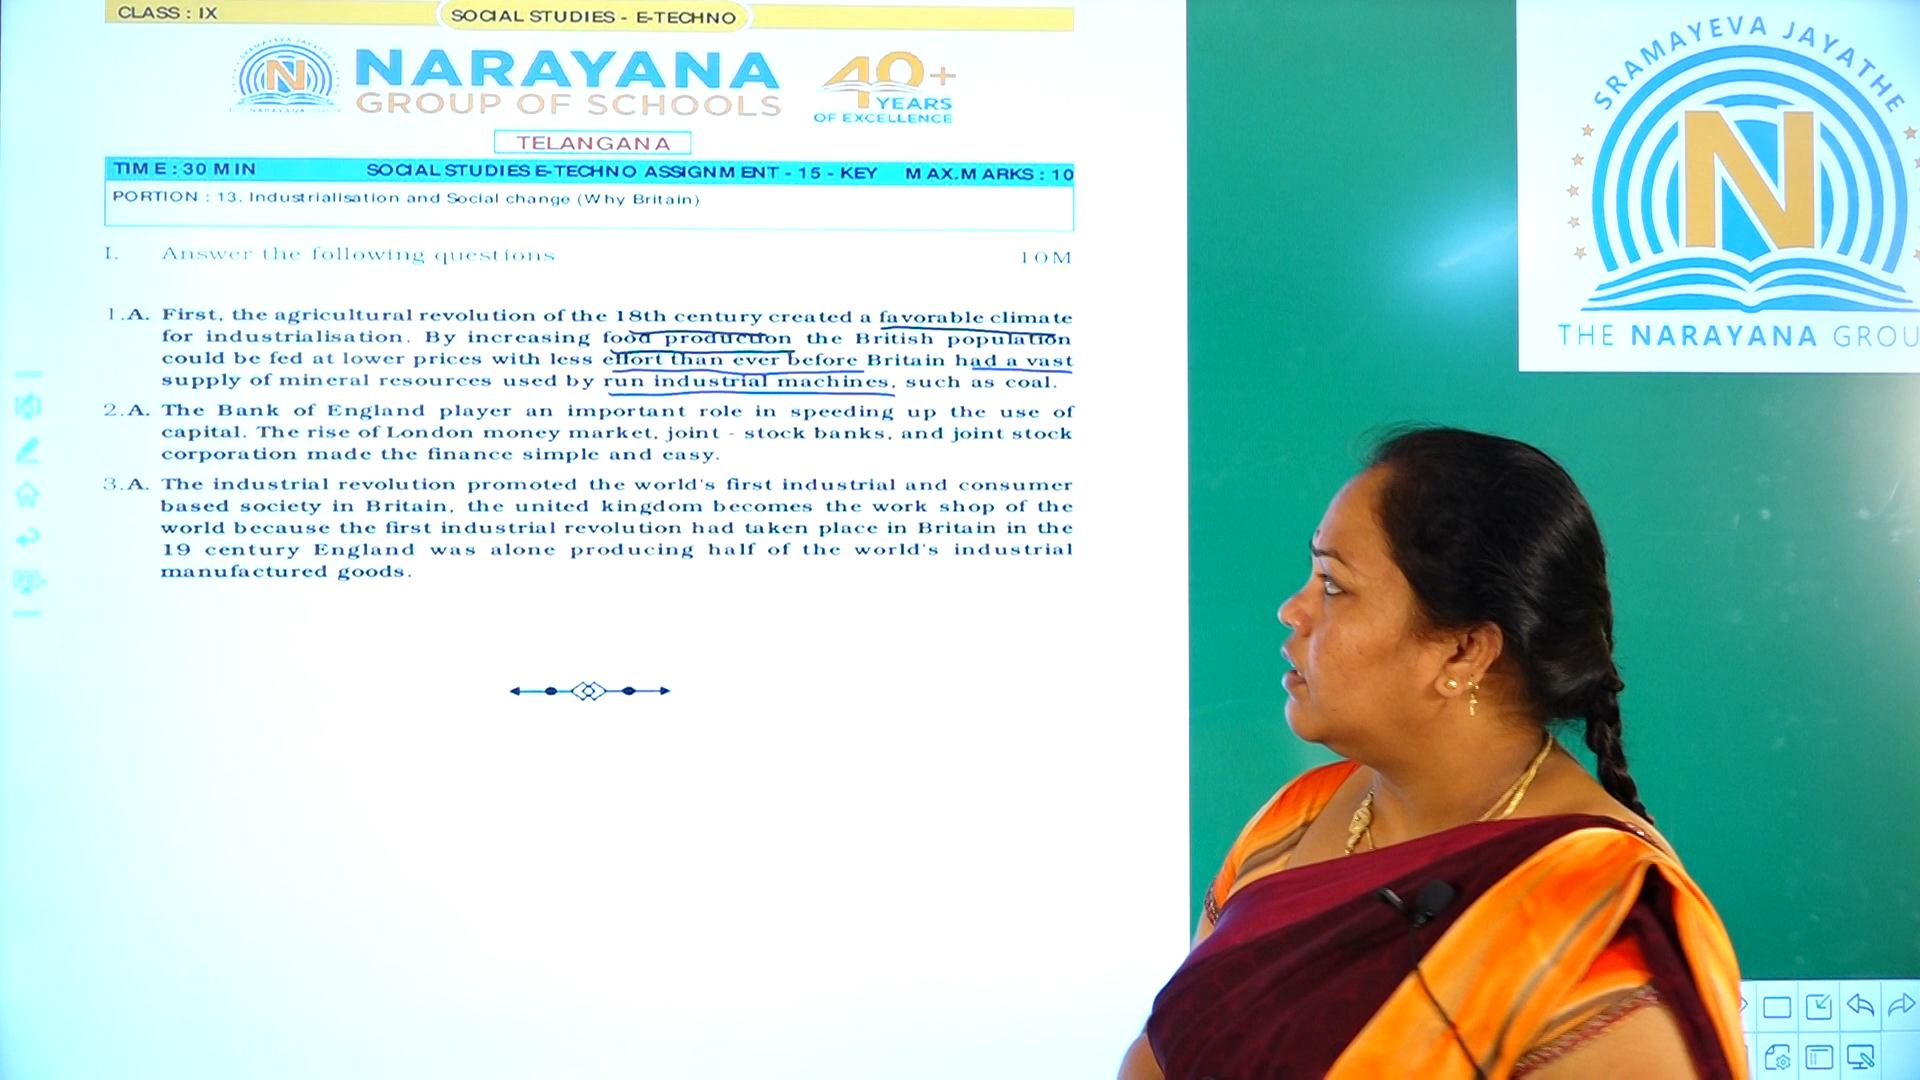 CLASS : IX
SOCIAL STUDIES - E-TECHNO
NARAYANA
GROUP OF SCHOOLS
40+
YEARS
OF EXCELLENCE
TELANGANA
TIME : 30 MIN SOCIAL STUDIES E-TECHNO ASSIGNMENT - 15 - KEY MAX.MARKS : 10
PORTION : 13. Industrialisation and Social change (Why Britain)
I. Answer the following questions 10M
1.A. First, the agricultural revolution of the 18th century created a favorable climate
for industrialisation. By increasing food production the British population
could be fed at lower prices with less effort than ever before Britain had a vast
supply of mineral resources used by run industrial machines, such as coal.
2.A. The Bank of England player an important role in speeding up the use of
capital. The rise of London money market, joint - stock banks, and joint stock
corporation made the finance simple and easy.
3.A. The industrial revolution promoted the world's first industrial and consumer
based society in Britain, the united kingdom becomes the work shop of the
world because the first industrial revolution had taken place in Britain in the
19 century England was alone producing half of the world's industrial
manufactured goods.
SRAMAYEVA JAYATHE
N
THE NARAYANA GROU